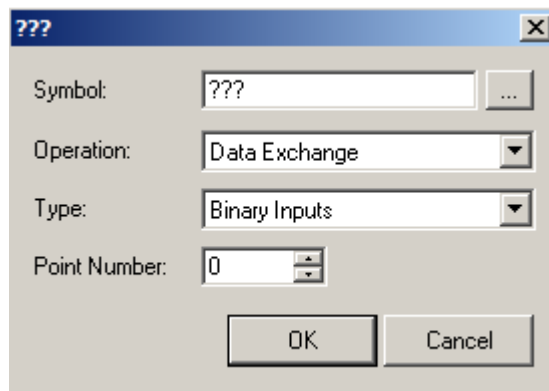 ???
Symbol: ??? ...
Operation: Data Exchange
Type: Binary Inputs
Point Number: 0
OK Cancel